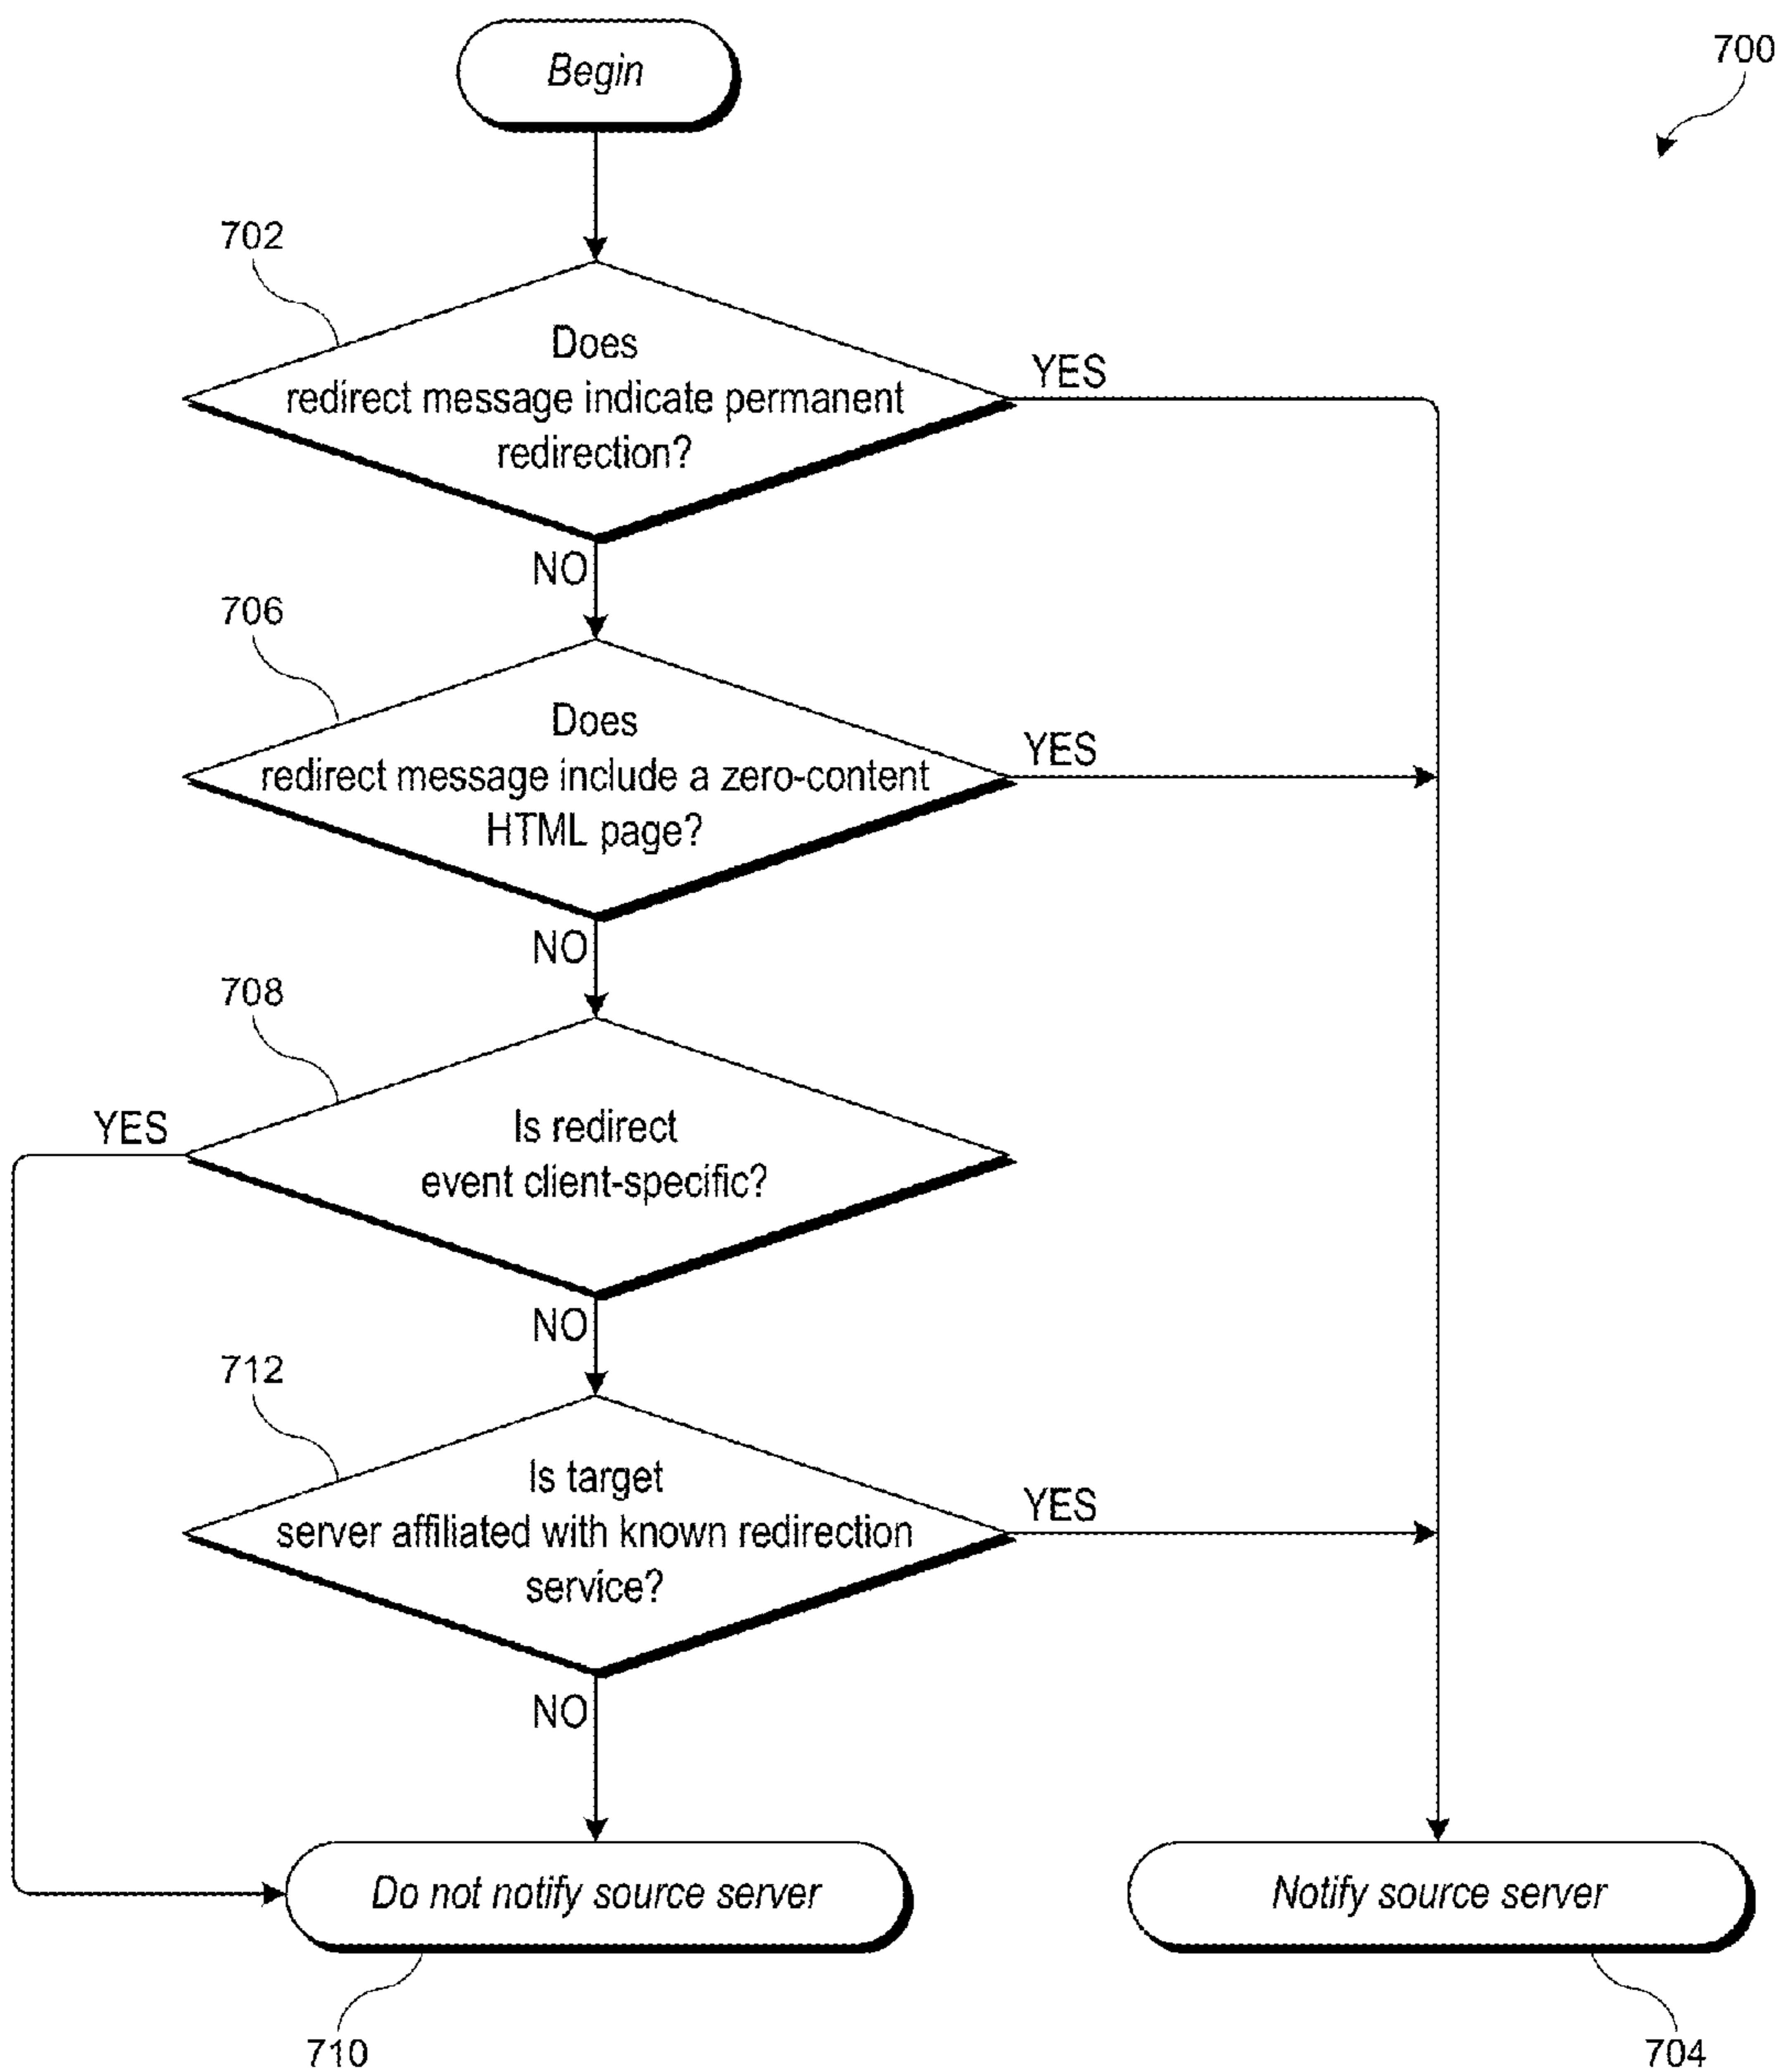 Begin
700
702
Does
redirect message indicate permanent
redirection?
YES
NO
706
Does
redirect message include a zero-content
HTML page?
YES
NO
708
YES
Is redirect
event client-specific?
NO
712
Is target
server affiliated with known redirection
service?
YES
NO
Do not notify source server
Notify source server
710
704